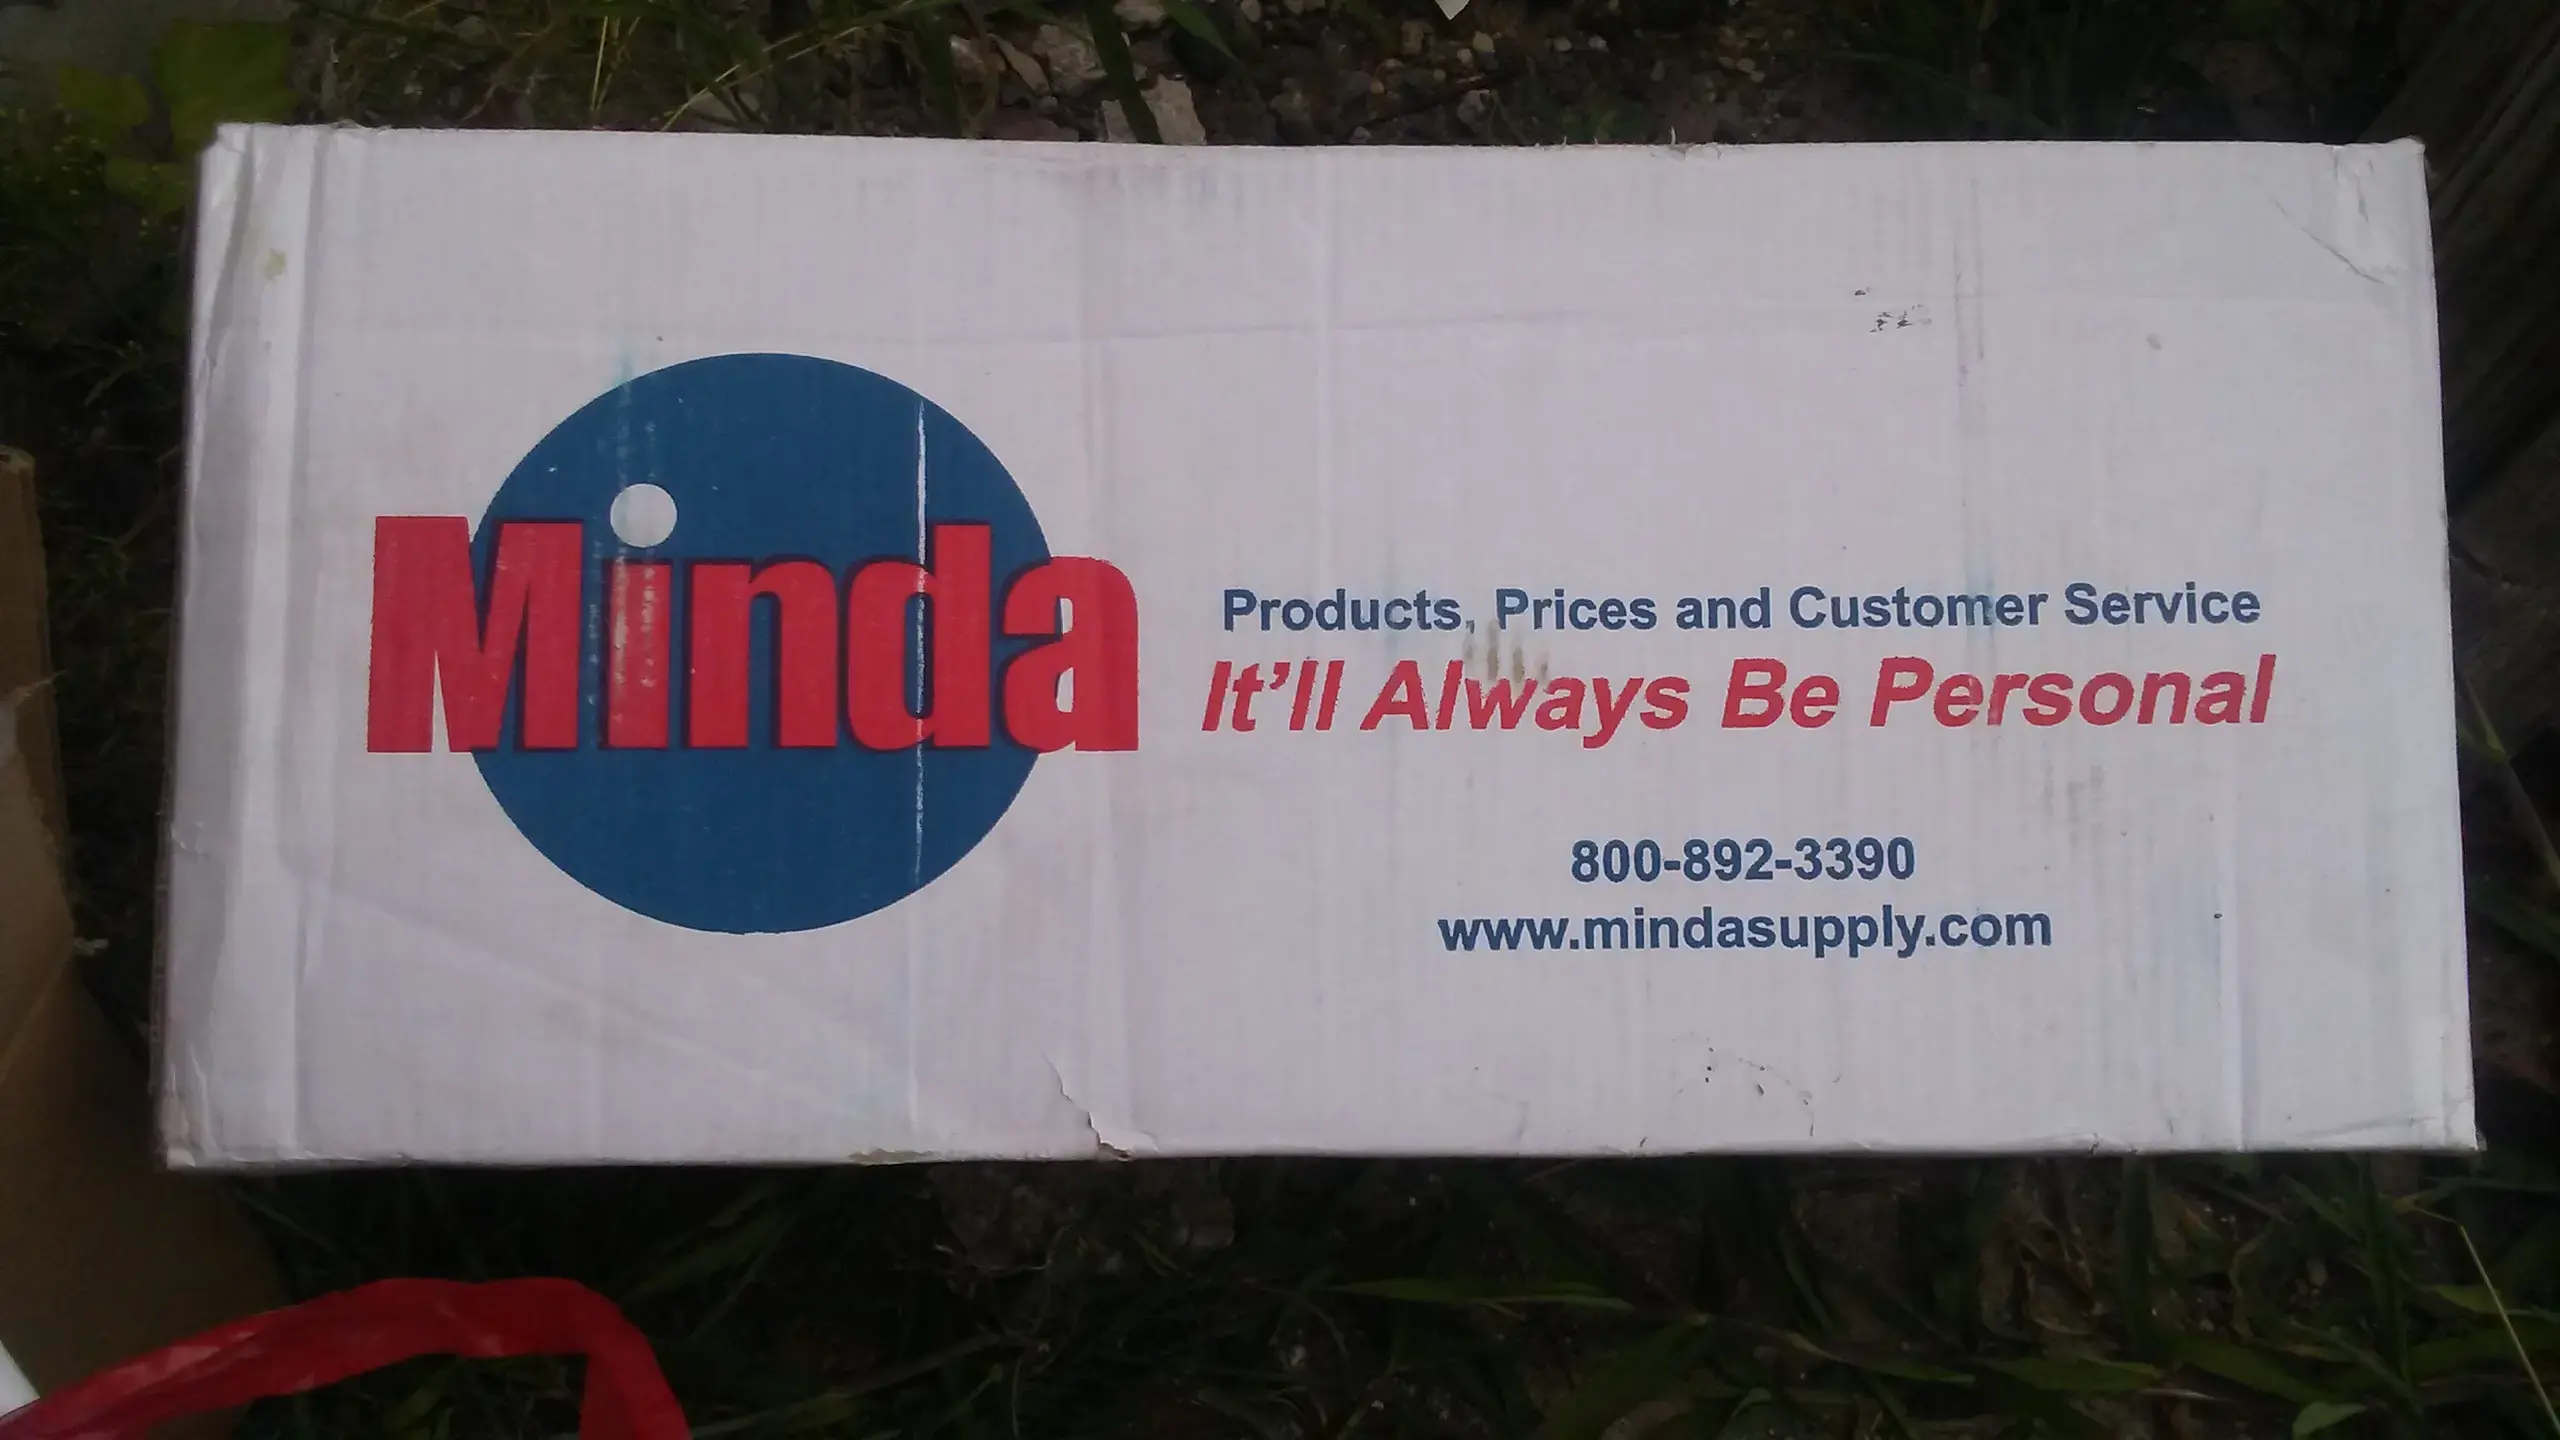 Minda
Products, Prices and Customer Service
It'll Always Be Personal
800-892-3390
www.mindasupply.com